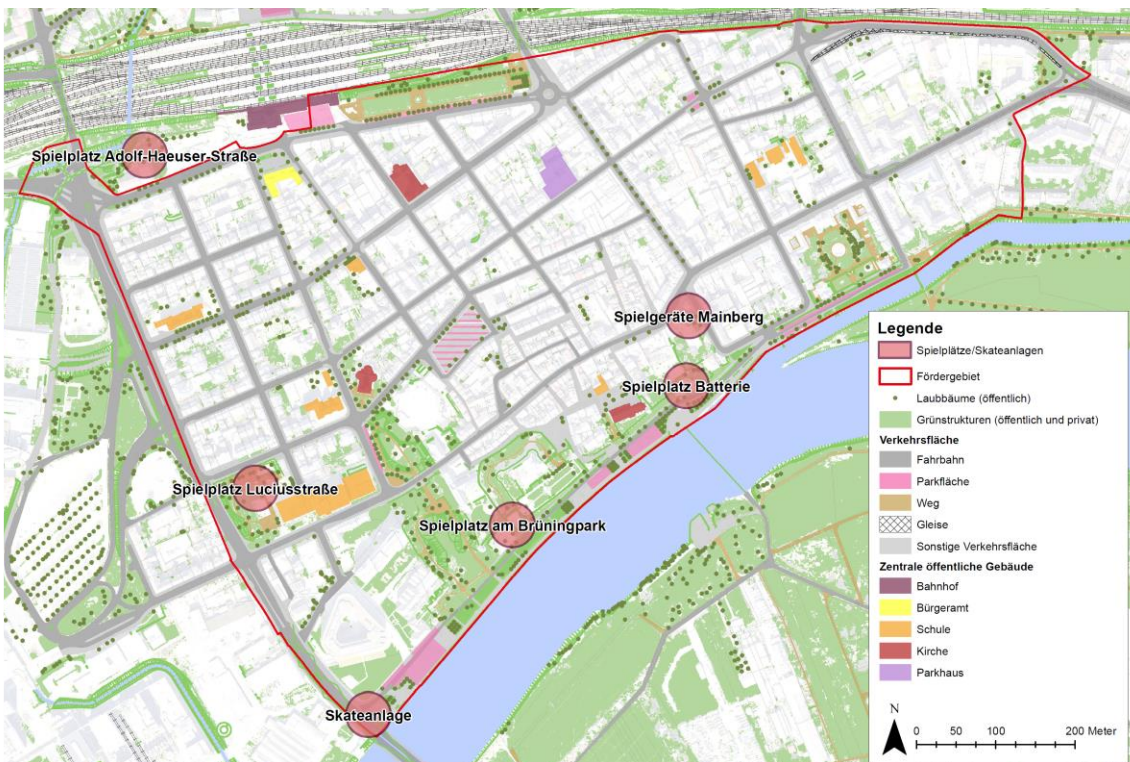 Spielplatz Adolf-Haeuser-Straße
Spielgeräte Mainberg
Spielplatz Batterie
Spielplatz Luciusstraße
Spielplatz am Brüningpark
Skateanlage
Legende
Spielplätze/Skateanlagen
Fördergebiet
Laubbäume (öffentlich)
Grünstrukturen (öffentlich und privat)
Verkehrsfläche
Fahrbahn
Parkfläche
Weg
Gleise
Sonstige Verkehrsfläche
Zentrale öffentliche Gebäude
Bahnhof
Bürgeramt
Schule
Kirche
Parkhaus
N
0 50 100 200 Meter